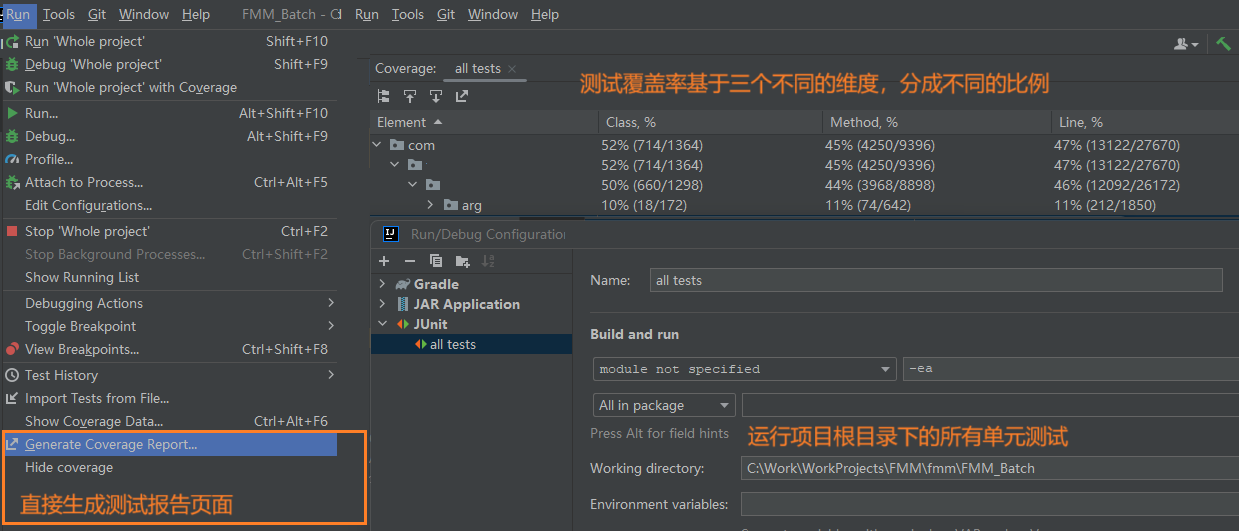 Run Tools Git Window Help FMM_Batch - Run Tools Git Window Help
Run 'Whole project' Shift+F10
Debug 'Whole project' Shift+F9
Run 'Whole project' with Coverage
Run... Alt+Shift+F10
Debug... Alt+Shift+F9
Profile...
Attach to Process... Ctrl+Alt+F5
Edit Configurations...
Stop 'Whole project' Ctrl+F2
Stop Background Processes... Ctrl+Shift+F2
Show Running List
Debugging Actions
Toggle Breakpoint
View Breakpoints... Ctrl+Shift+F8
Test History
Import Tests from File...
Show Coverage Data... Ctrl+Alt+F6
Generate Coverage Report...
Hide coverage
直接生成测试报告页面
Coverage: all tests
测试覆盖率基于三个不同的维度，分成不同的比例
Element Class, % Method, % Line, %
com 52% (714/1364) 45% (4250/9396) 47% (13122/27670)
52% (714/1364) 45% (4250/9396) 47% (13122/27670)
50% (660/1298) 44% (3968/8898) 46% (12092/26172)
arg 10% (18/172) 11% (74/642) 11% (212/1850)
Run/Debug Configuration
Gradle
JAR Application
JUnit
all tests
Name: all tests
Build and run
module not specified -ea
All in package
Press Alt for field hints
运行项目根目录下的所有单元测试
Working directory: C:\Work\WorkProjects\FMM\fmm\FMM_Batch
Environment variables: